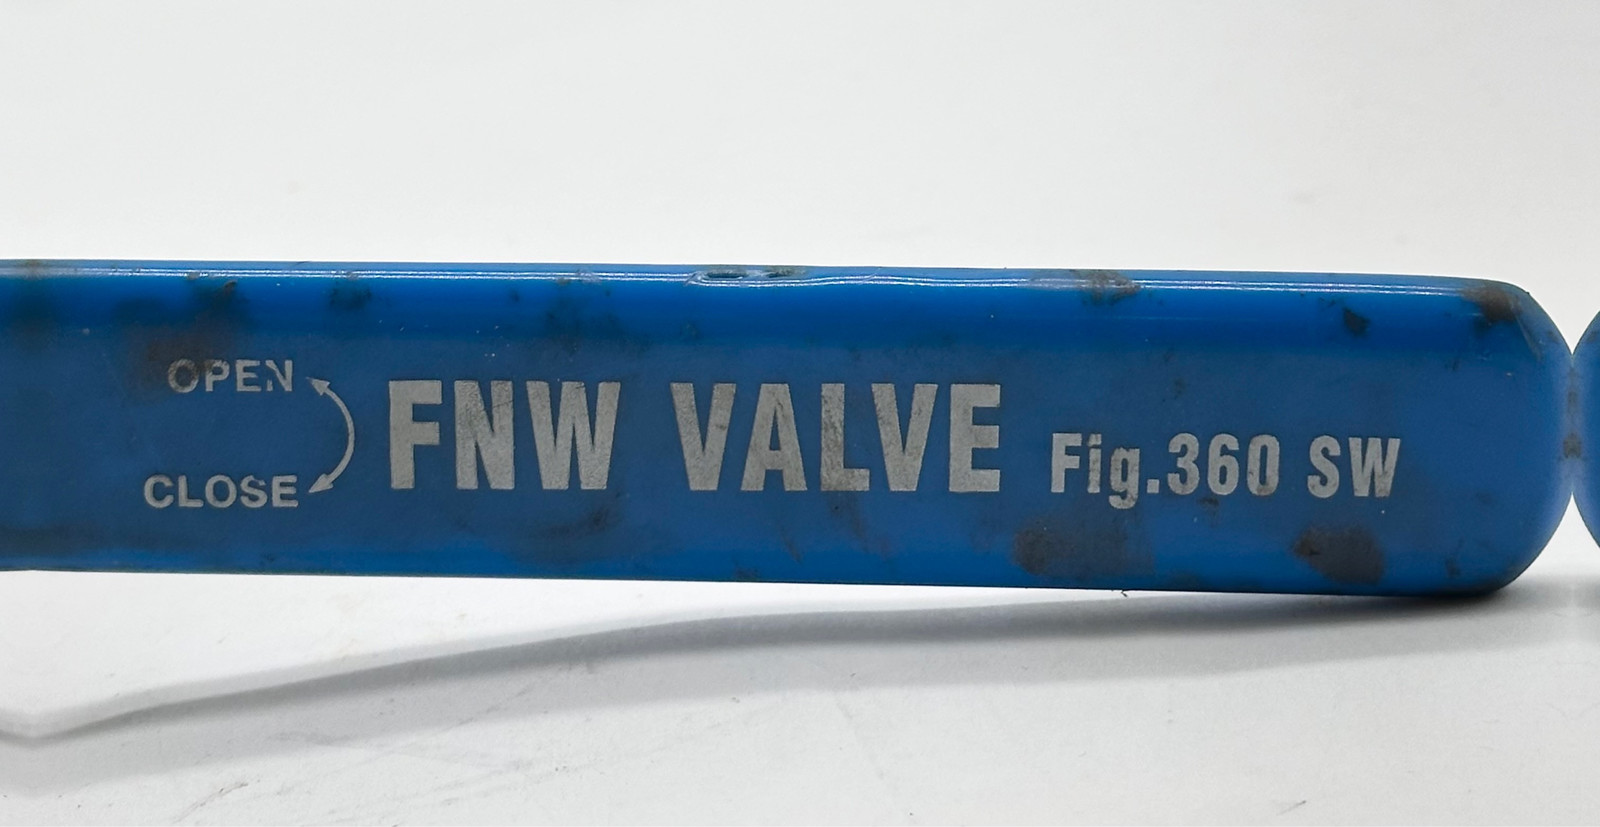 OPEN
CLOSE
FNW VALVE Fig.360 SW